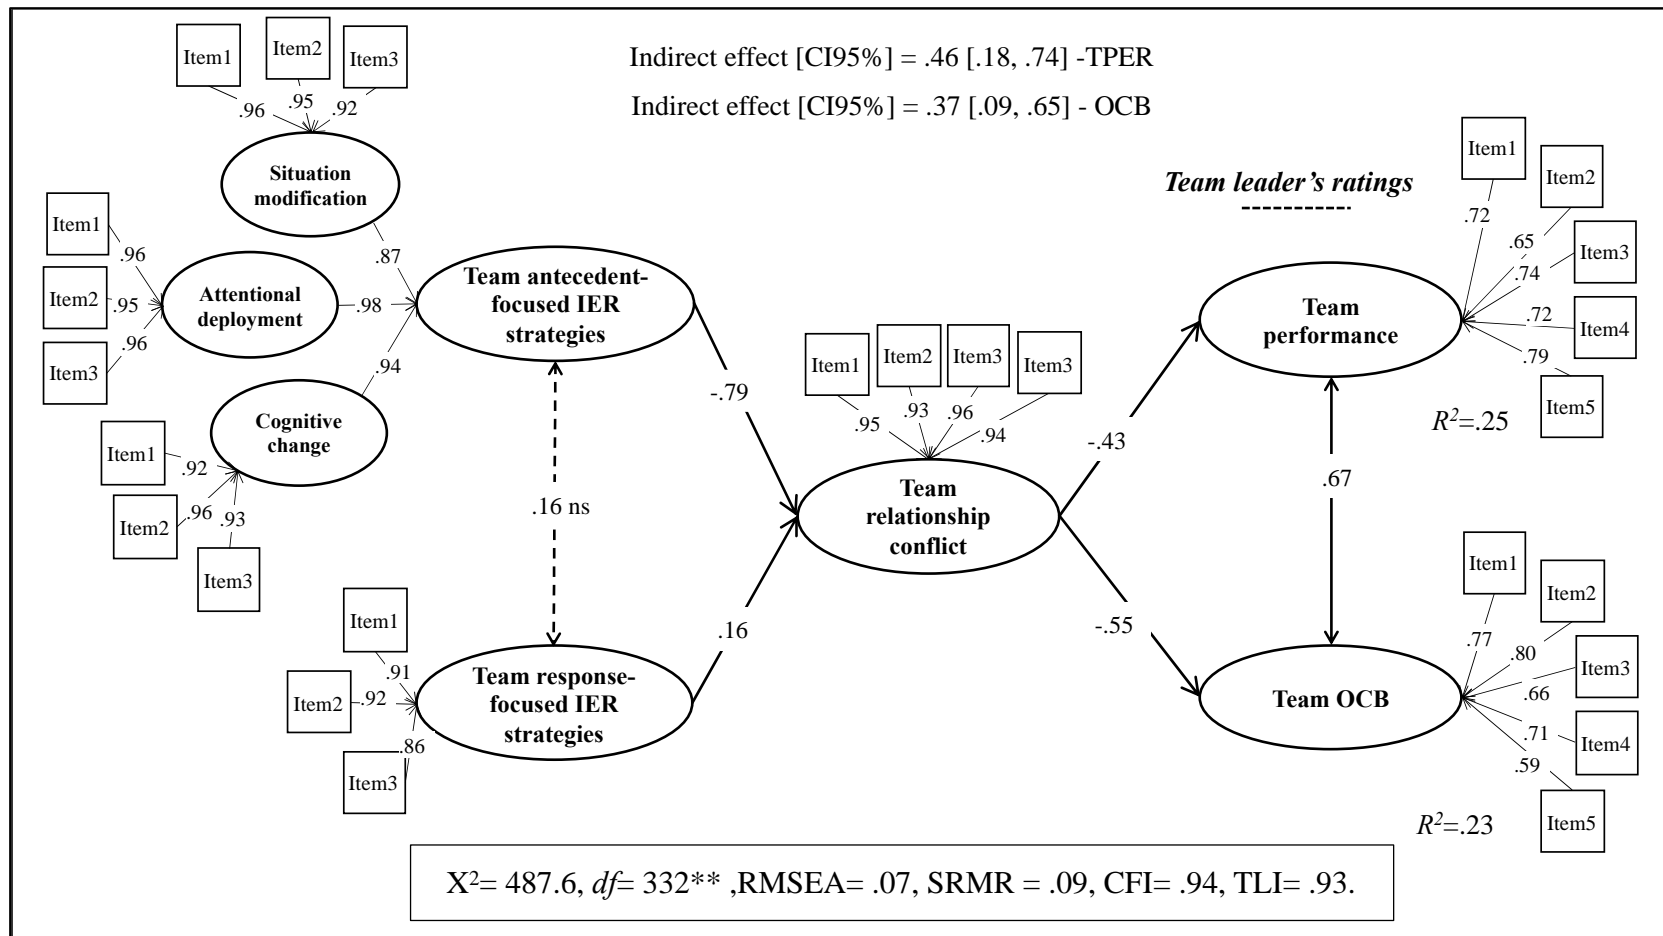 Indirect effect [CI95%] = .46 [.18, .74] -TPER
Indirect effect [CI95%] = .37 [.09, .65] - OCB
Item1
Item2
Item3
.96
.95
.92
Situation
modification
.87
Item1
Item2
Item3
.96
.95
.96
Attentional
deployment
.98
Cognitive
change
.94
Item1
Item2
Item3
.92
.96
.93
Team antecedent-
focused IER
strategies
-.79
.16 ns
Item1
Item2
Item3
.91
.92
.86
Team response-
focused IER
strategies
.16
Item1
Item2
Item3
Item3
.95
.93
.96
.94
Team
relationship
conflict
-.43
-.55
Team leader’s ratings
Team
performance
Item1
Item2
Item3
Item4
Item5
.72
.65
.74
.72
.79
R²=.25
.67
Team OCB
Item1
Item2
Item3
Item4
Item5
.77
.80
.66
.71
.59
R²=.23
X²= 487.6, df= 332** ,RMSEA= .07, SRMR = .09, CFI= .94, TLI= .93.